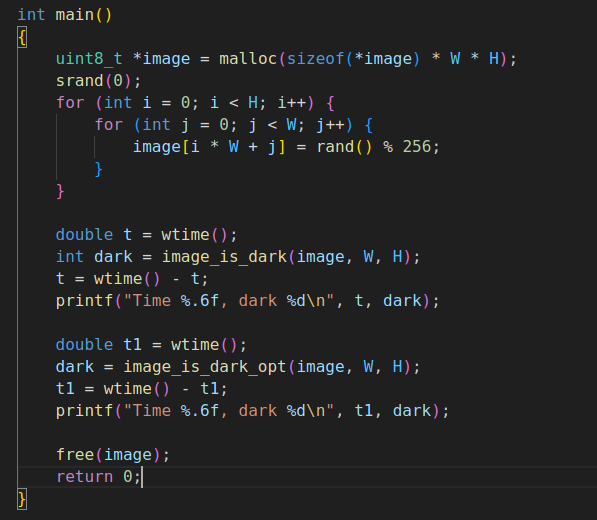 int main()
{
    uint8_t *image = malloc(sizeof(*image) * W * H);
    srand(0);
    for (int i = 0; i < H; i++) {
        for (int j = 0; j < W; j++) {
            image[i * W + j] = rand() % 256;
        }
    }

    double t = wtime();
    int dark = image_is_dark(image, W, H);
    t = wtime() - t;
    printf("Time %.6f, dark %d\n", t, dark);

    double t1 = wtime();
    dark = image_is_dark_opt(image, W, H);
    t1 = wtime() - t1;
    printf("Time %.6f, dark %d\n", t1, dark);

    free(image);
    return 0;
}